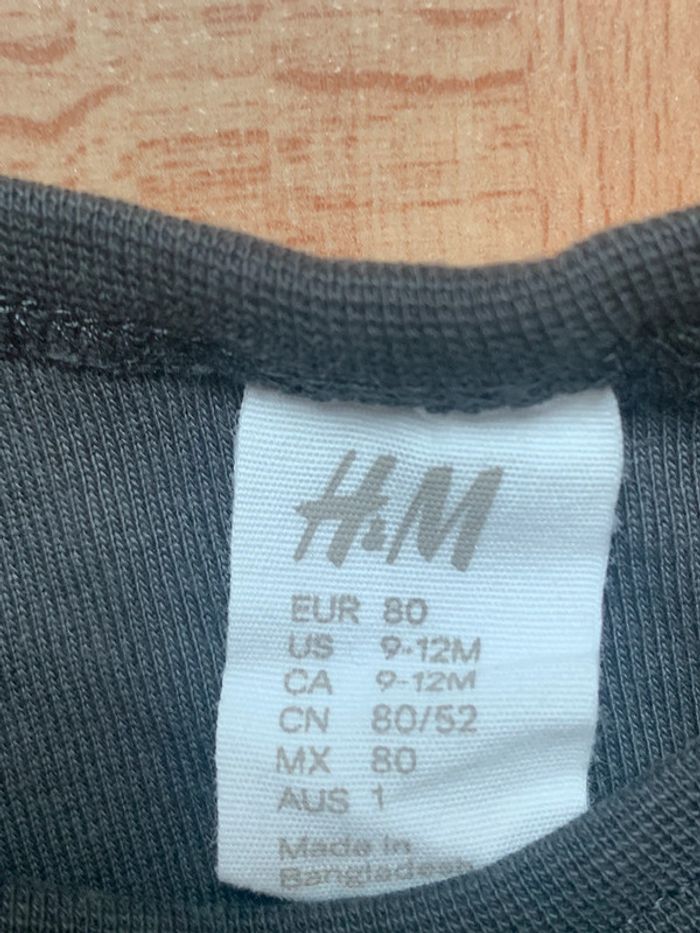 H&M
EUR 80
US 9-12M
CA 9-12M
CN 80/52
MX 80
AUS 1
Made in
Bangladesh